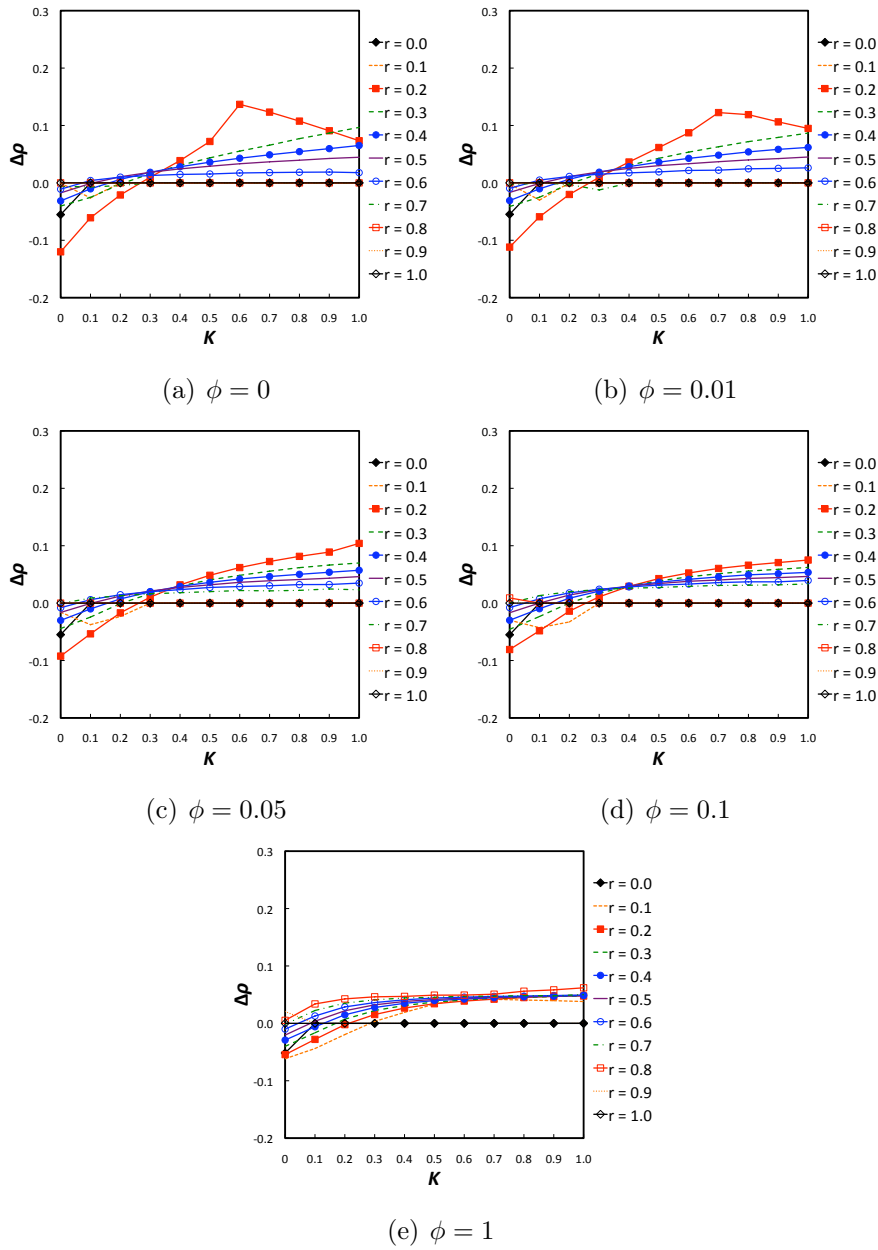 0.3
0.2
0.1
0.0
-0.1
-0.2
Δρ
0 0.1 0.2 0.3 0.4 0.5 0.6 0.7 0.8 0.9 1.0
K
r = 0.0
r = 0.1
r = 0.2
r = 0.3
r = 0.4
r = 0.5
r = 0.6
r = 0.7
r = 0.8
r = 0.9
r = 1.0
(a) ϕ = 0
0.3
0.2
0.1
0.0
-0.1
-0.2
Δρ
0 0.1 0.2 0.3 0.4 0.5 0.6 0.7 0.8 0.9 1.0
K
r = 0.0
r = 0.1
r = 0.2
r = 0.3
r = 0.4
r = 0.5
r = 0.6
r = 0.7
r = 0.8
r = 0.9
r = 1.0
(b) ϕ = 0.01
0.3
0.2
0.1
0.0
-0.1
-0.2
Δρ
0 0.1 0.2 0.3 0.4 0.5 0.6 0.7 0.8 0.9 1.0
K
r = 0.0
r = 0.1
r = 0.2
r = 0.3
r = 0.4
r = 0.5
r = 0.6
r = 0.7
r = 0.8
r = 0.9
r = 1.0
(c) ϕ = 0.05
0.3
0.2
0.1
0.0
-0.1
-0.2
Δρ
0 0.1 0.2 0.3 0.4 0.5 0.6 0.7 0.8 0.9 1.0
K
r = 0.0
r = 0.1
r = 0.2
r = 0.3
r = 0.4
r = 0.5
r = 0.6
r = 0.7
r = 0.8
r = 0.9
r = 1.0
(d) ϕ = 0.1
0.3
0.2
0.1
0.0
-0.1
-0.2
Δρ
0 0.1 0.2 0.3 0.4 0.5 0.6 0.7 0.8 0.9 1.0
K
r = 0.0
r = 0.1
r = 0.2
r = 0.3
r = 0.4
r = 0.5
r = 0.6
r = 0.7
r = 0.8
r = 0.9
r = 1.0
(e) ϕ = 1